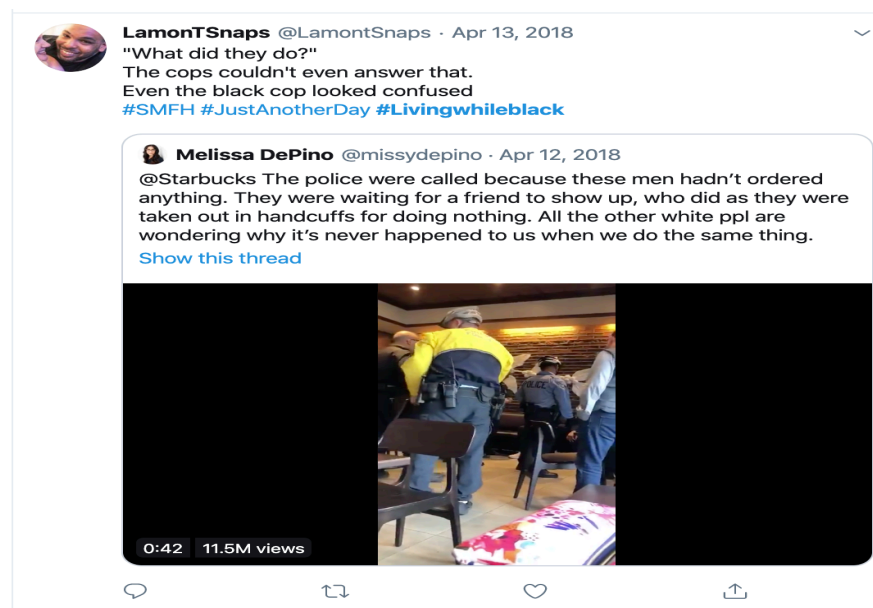 LamonTSnaps @LamontSnaps · Apr 13, 2018
"What did they do?"
The cops couldn't even answer that.
Even the black cop looked confused
#SMFH #JustAnotherDay #Livingwhileblack
Melissa DePino @missydepino · Apr 12, 2018
@Starbucks The police were called because these men hadn’t ordered
anything. They were waiting for a friend to show up, who did as they were
taken out in handcuffs for doing nothing. All the other white ppl are
wondering why it’s never happened to us when we do the same thing.
Show this thread
POLICE
0:42 11.5M views